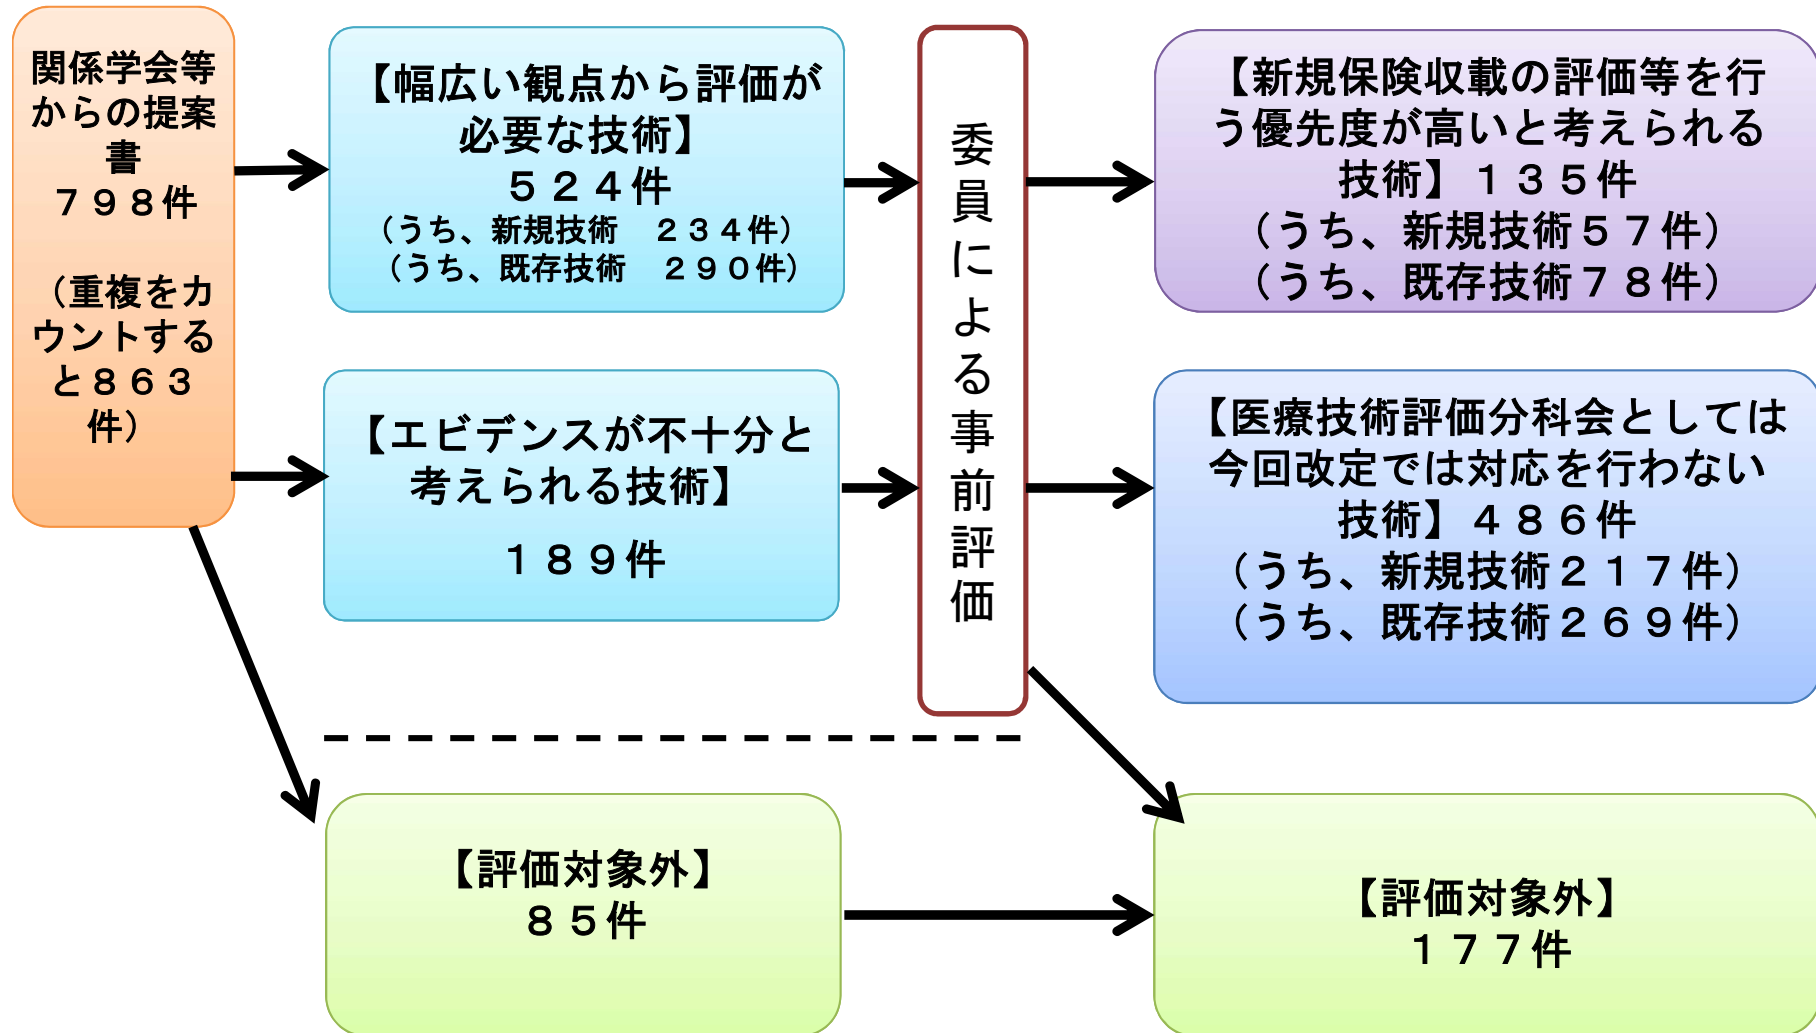 関係学会等
からの提案
書
７９８件
（重複をカ
ウントする
と８６３
件）
【幅広い観点から評価が
必要な技術】
５２４件
（うち、新規技術　２３４件）
（うち、既存技術　２９０件）
【エビデンスが不十分と
考えられる技術】
１８９件
【評価対象外】
８５件
委員による事前評価
【新規保険収載の評価等を行
う優先度が高いと考えられる
技術】１３５件
（うち、新規技術５７件）
（うち、既存技術７８件）
【医療技術評価分科会としては
今回改定では対応を行わない
技術】４８６件
（うち、新規技術２１７件）
（うち、既存技術２６９件）
【評価対象外】
１７７件